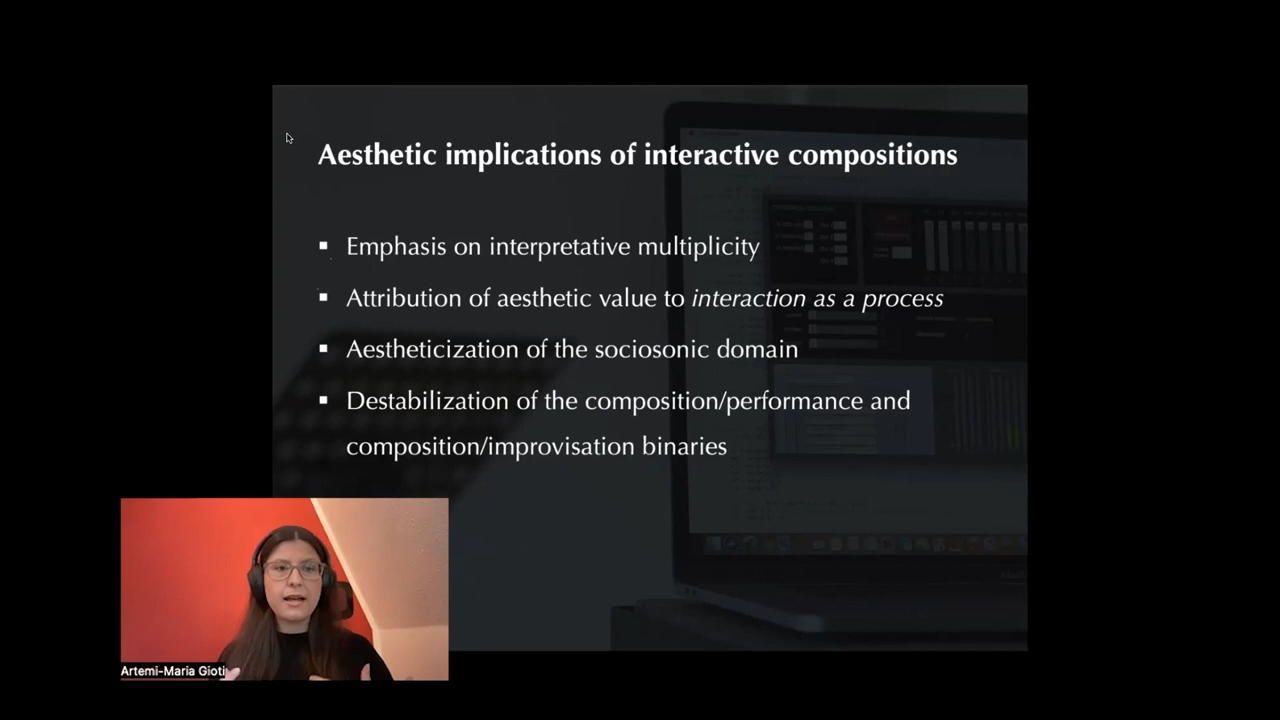 Aesthetic implications of interactive compositions
▪ Emphasis on interpretative multiplicity
▪ Attribution of aesthetic value to interaction as a process
▪ Aestheticization of the sociosonic domain
▪ Destabilization of the composition/performance and
composition/improvisation binaries
Artemi-Maria Gioti